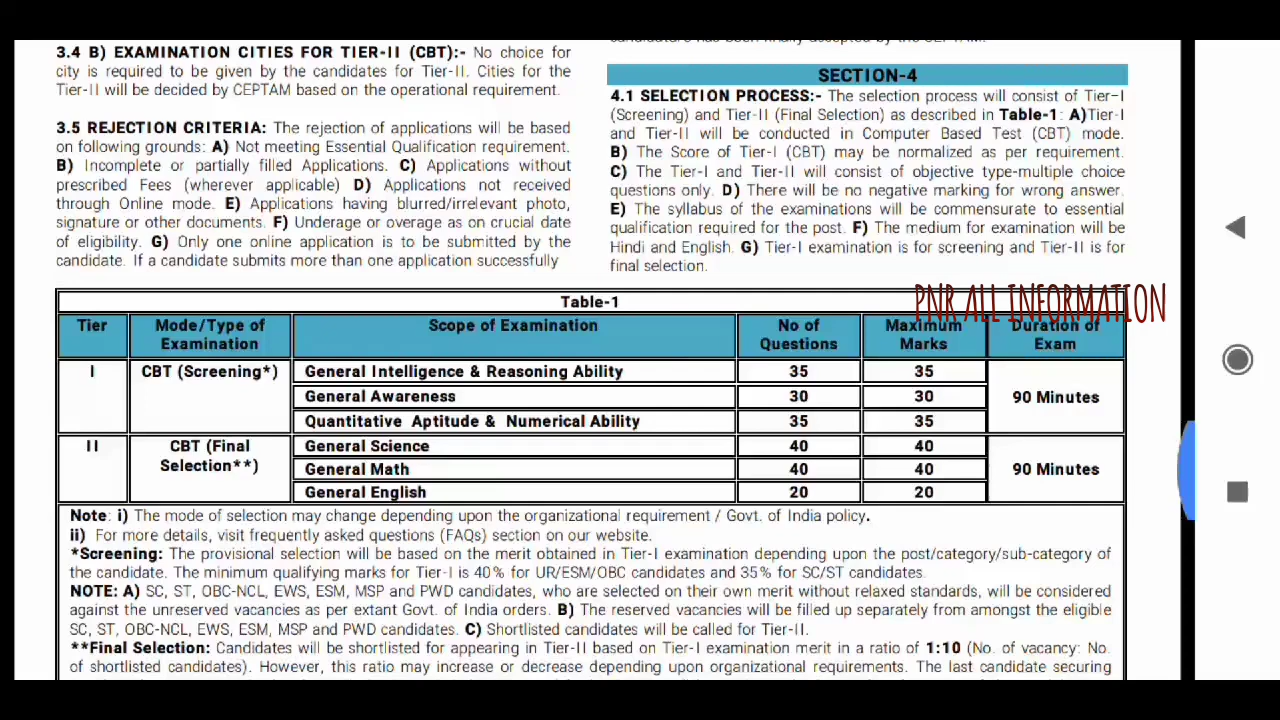 3.4 B) EXAMINATION CITIES FOR TIER-II (CBT):- No choice for
city is required to be given by the candidates for Tier-II. Cities for the
Tier-II will be decided by CEPTAM based on the operational requirement.
3.5 REJECTION CRITERIA: The rejection of applications will be based
on following grounds: A) Not meeting Essential Qualification requirement.
B) Incomplete or partially filled Applications. C) Applications without
prescribed Fees (wherever applicable) D) Applications not received
through Online mode. E) Applications having blurred/irrelevant photo,
signature or other documents. F) Underage or overage as on crucial date
of eligibility. G) Only one online application is to be submitted by the
candidate. If a candidate submits more than one application successfully
SECTION-4
4.1 SELECTION PROCESS:- The selection process will consist of Tier-I
(Screening) and Tier-II (Final Selection) as described in Table-1: A)Tier-I
and Tier-II will be conducted in Computer Based Test (CBT) mode.
B) The Score of Tier-I (CBT) may be normalized as per requirement.
C) The Tier-I and Tier-II will consist of objective type-multiple choice
questions only. D) There will be no negative marking for wrong answer.
E) The syllabus of the examinations will be commensurate to essential
qualification required for the post. F) The medium for examination will be
Hindi and English. G) Tier-I examination is for screening and Tier-II is for
final selection.
PNR ALL INFORMATION
Table-1
Tier Mode/Type of Examination Scope of Examination No of Questions Maximum Marks Duration of Exam
I CBT (Screening*) General Intelligence & Reasoning Ability 35 35 90 Minutes
General Awareness 30 30
Quantitative Aptitude & Numerical Ability 35 35
II CBT (Final Selection**) General Science 40 40 90 Minutes
General Math 40 40
General English 20 20
Note: i) The mode of selection may change depending upon the organizational requirement / Govt. of India policy.
ii) For more details, visit frequently asked questions (FAQs) section on our website.
*Screening: The provisional selection will be based on the merit obtained in Tier-I examination depending upon the post/category/sub-category of
the candidate. The minimum qualifying marks for Tier-I is 40% for UR/ESM/OBC candidates and 35% for SC/ST candidates.
NOTE: A) SC, ST, OBC-NCL, EWS, ESM, MSP and PWD candidates, who are selected on their own merit without relaxed standards, will be considered
against the unreserved vacancies as per extant Govt. of India orders. B) The reserved vacancies will be filled up separately from amongst the eligible
SC, ST, OBC-NCL, EWS, ESM, MSP and PWD candidates. C) Shortlisted candidates will be called for Tier-II.
**Final Selection: Candidates will be shortlisted for appearing in Tier-II based on Tier-I examination merit in a ratio of 1:10 (No. of vacancy: No.
of shortlisted candidates). However, this ratio may increase or decrease depending upon organizational requirements. The last candidate securing